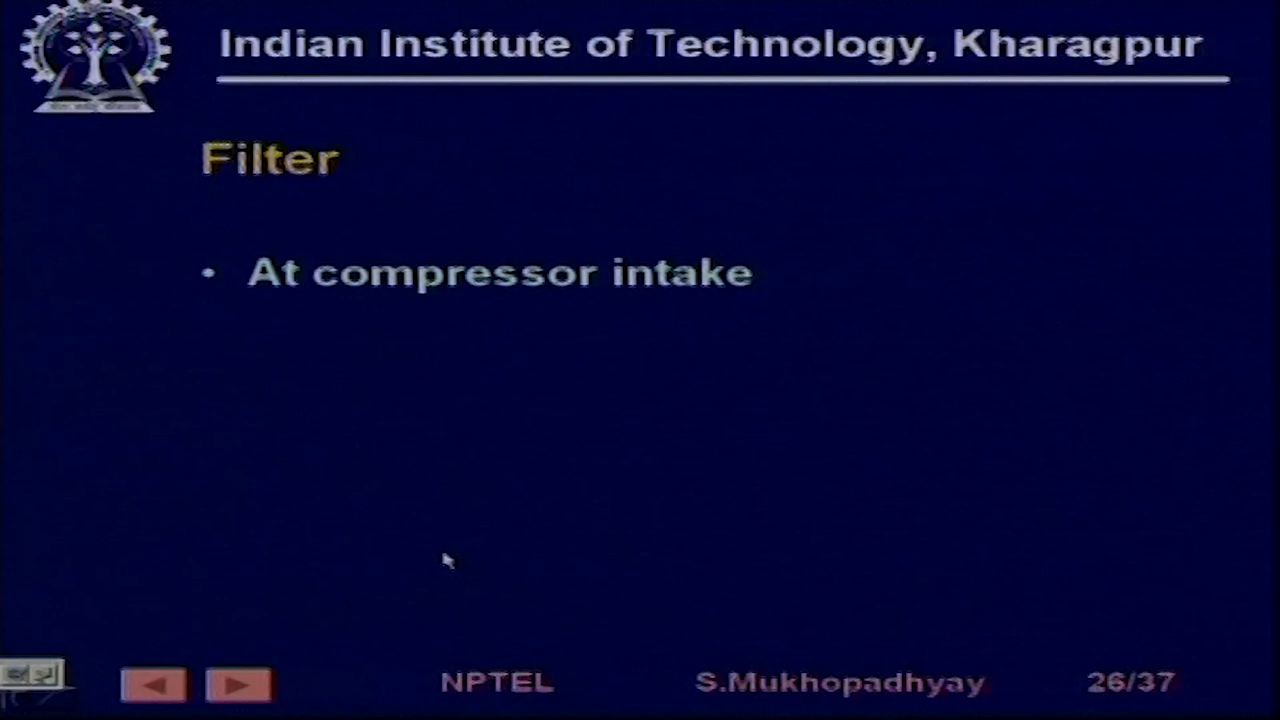 Indian Institute of Technology, Kharagpur
Filter
• At compressor intake
NPTEL S.Mukhopadhyay 26/37